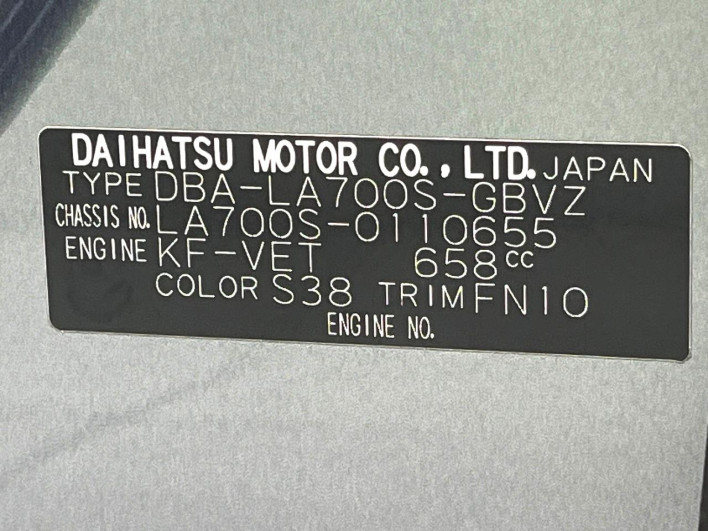 DAIHATSU MOTOR CO., LTD. JAPAN
TYPE DBA-LA700S-GBVZ
CHASSIS NO. LA700S-0110655
ENGINE KF-VET 658cc
COLOR S38 TRIM FN10
ENGINE NO.